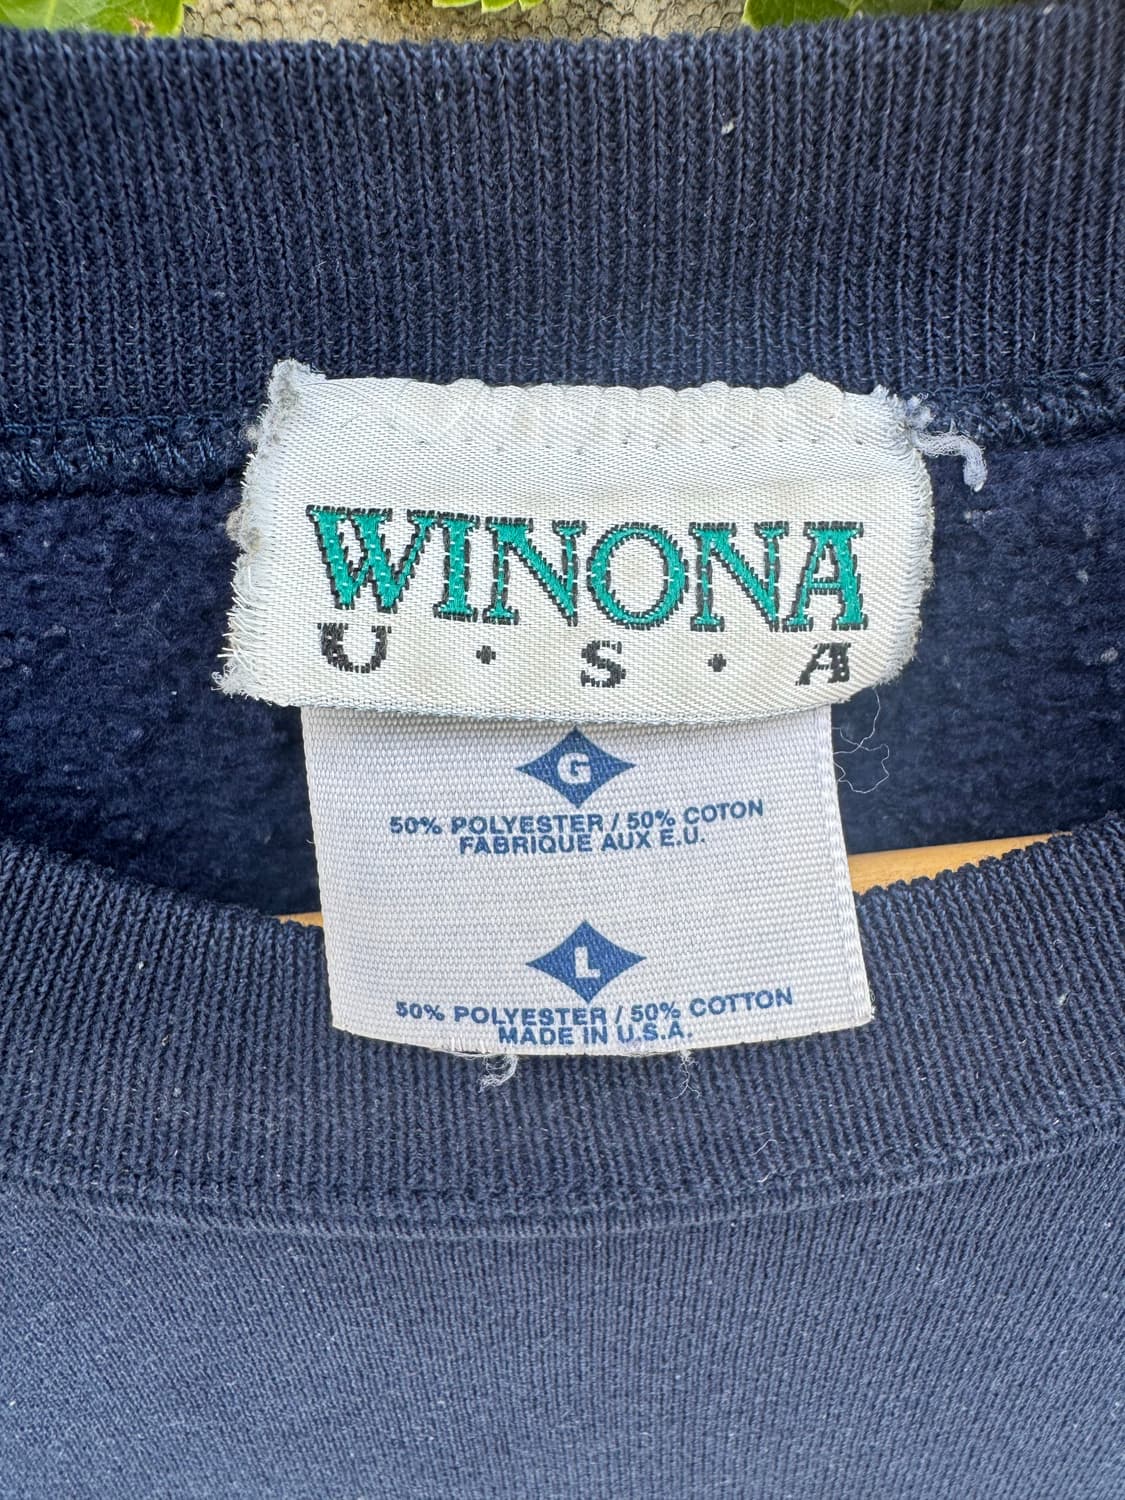 WINONA
U · S · A
G
50% POLYESTER / 50% COTON
FABRIQUE AUX E.U.
L
50% POLYESTER / 50% COTTON
MADE IN U.S.A.